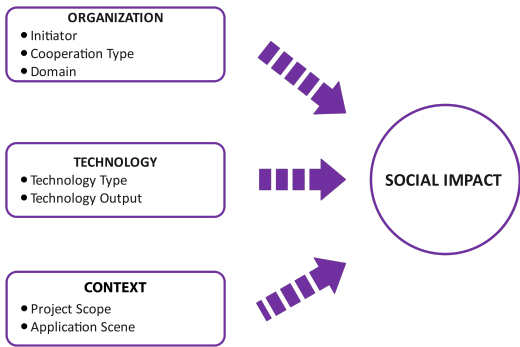 ORGANIZATION
● Initiator
● Cooperation Type
● Domain
TECHNOLOGY
● Technology Type
● Technology Output
CONTEXT
● Project Scope
● Application Scene
SOCIAL IMPACT